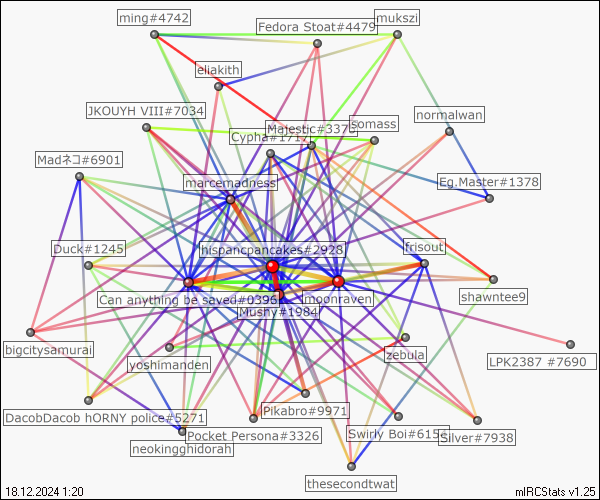 ming#4742
mukszi
Fedora Stoat#4479
eliakith
JKOUYH VIII#7034
normalwan
somass
Majestic#3375
Cypha#1717
Madネコ#6901
marcemadness
Eg.Master#1378
Duck#1245
hispancpancakes#2928
frisout
shawntee9
Can anything be saved#0396
moonraven
Mushy#1984
bigcitysamurai
yoshimanden
zebula
LPK2387 #7690
DacobDacob hORNY police#5271
Pikabro#9971
Pocket Persona#3326
Swirly Boi#615
Silver#7938
neokingghidorah
thesecondtwat
18.12.2024 1:20
mIRCStats v1.25